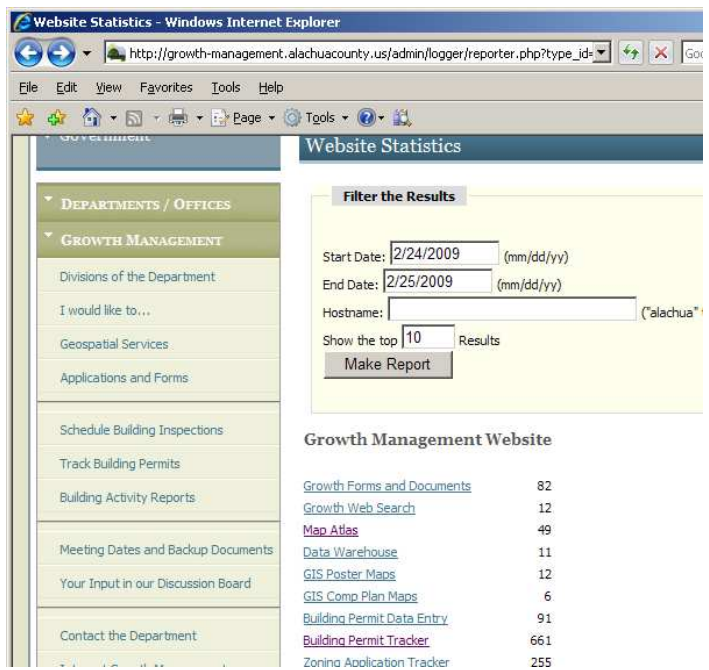 Website Statistics - Windows Internet Explorer
http://growth-management.alachuacounty.us/admin/logger/reporter.php?type_id=
Goo
File Edit View Favorites Tools Help
Page Tools
Government
DEPARTMENTS / OFFICES
GROWTH MANAGEMENT
Divisions of the Department
I would like to...
Geospatial Services
Applications and Forms
Schedule Building Inspections
Track Building Permits
Building Activity Reports
Meeting Dates and Backup Documents
Your Input in our Discussion Board
Contact the Department
Website Statistics
Filter the Results
Start Date: 2/24/2009 (mm/dd/yy)
End Date: 2/25/2009 (mm/dd/yy)
Hostname: ("alachua"
Show the top 10 Results
Make Report
Growth Management Website
Growth Forms and Documents 82
Growth Web Search 12
Map Atlas 49
Data Warehouse 11
GIS Poster Maps 12
GIS Comp Plan Maps 6
Building Permit Data Entry 91
Building Permit Tracker 661
Zoning Application Tracker 255